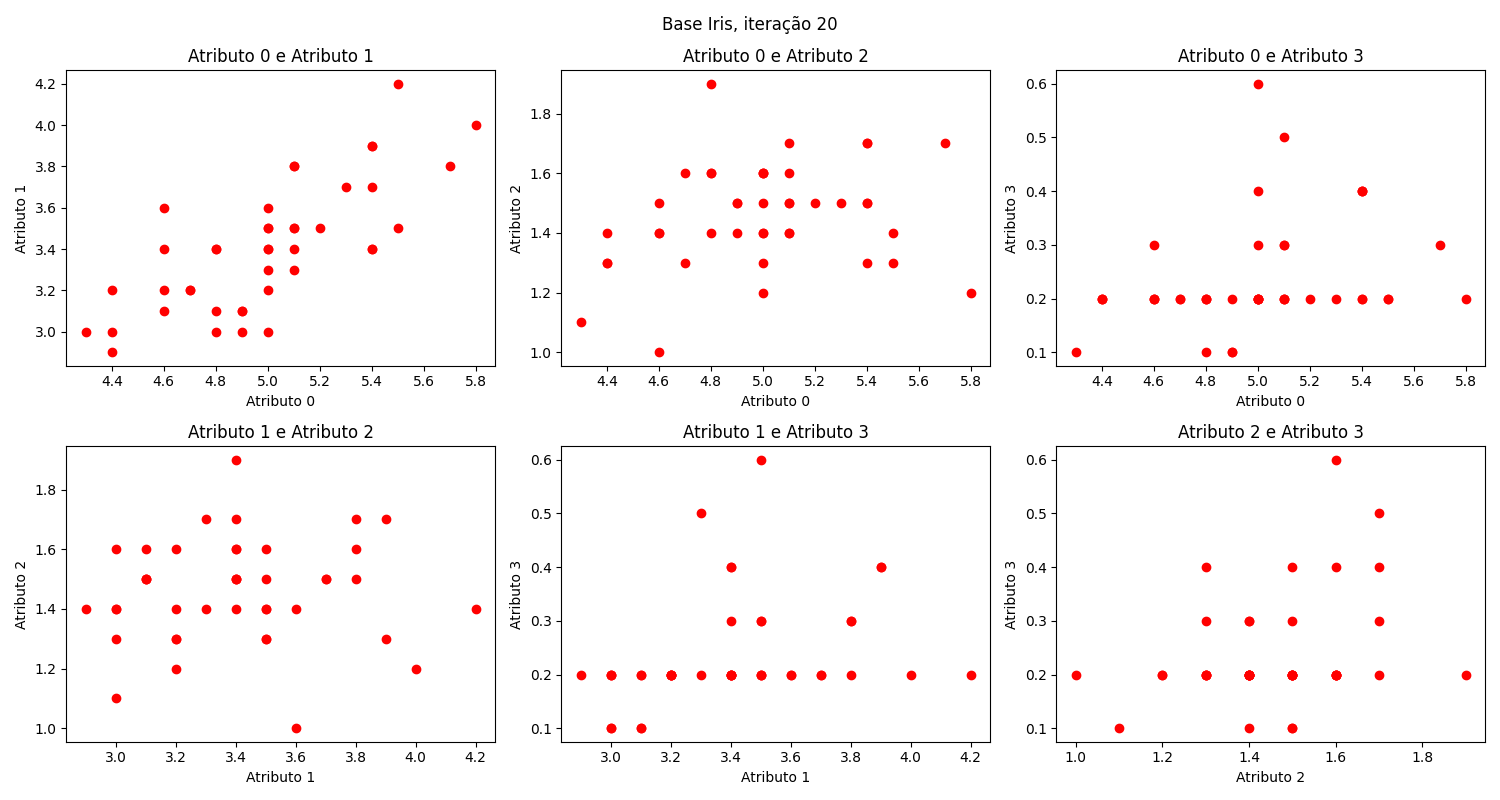 Base Iris, iteração 20
Atributo 0 e Atributo 1
Atributo 1
4.2
4.0
3.8
3.6
3.4
3.2
3.0
4.4 4.6 4.8 5.0 5.2 5.4 5.6 5.8
Atributo 0
Atributo 0 e Atributo 2
Atributo 2
1.8
1.6
1.4
1.2
1.0
4.4 4.6 4.8 5.0 5.2 5.4 5.6 5.8
Atributo 0
Atributo 0 e Atributo 3
Atributo 3
0.6
0.5
0.4
0.3
0.2
0.1
4.4 4.6 4.8 5.0 5.2 5.4 5.6 5.8
Atributo 0
Atributo 1 e Atributo 2
Atributo 2
1.8
1.6
1.4
1.2
1.0
3.0 3.2 3.4 3.6 3.8 4.0 4.2
Atributo 1
Atributo 1 e Atributo 3
Atributo 3
0.6
0.5
0.4
0.3
0.2
0.1
3.0 3.2 3.4 3.6 3.8 4.0 4.2
Atributo 1
Atributo 2 e Atributo 3
Atributo 3
0.6
0.5
0.4
0.3
0.2
0.1
1.0 1.2 1.4 1.6 1.8
Atributo 2